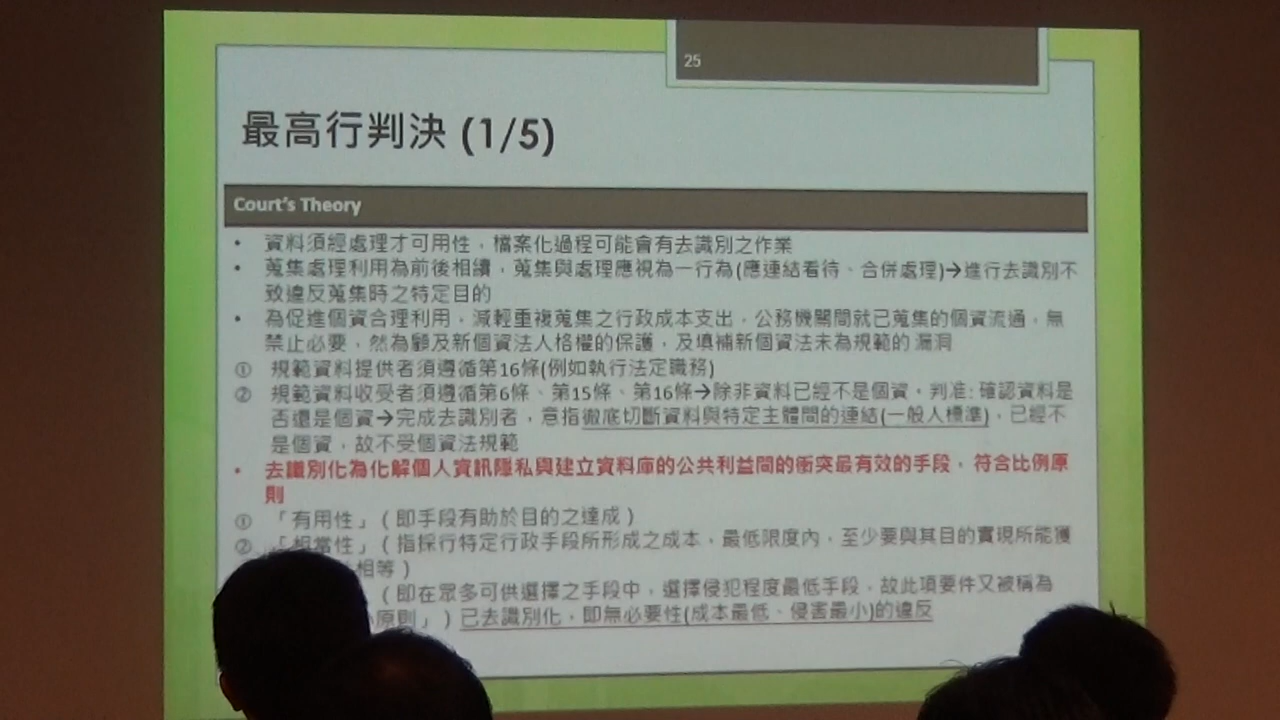 25
最高行判決 (1/5)
Court's Theory
• 資料須經處理才可用性，檔案化過程可能會有去識別之作業
• 蒐集處理利用為前後相續，蒐集與處理應視為一行為(應連結看待、合併處理)→進行去識別不
致違反蒐集時之特定目的
• 為促進個資合理利用，減輕重複蒐集之行政成本支出，公務機關間就已蒐集的個資流通，無
禁止必要，然為顧及新個資法人格權的保護，及填補新個資法未為規範的漏洞
① 規範資料提供者須遵循第16條(例如執行法定職務)
② 規範資料收受者須遵循第6條、第15條、第16條→除非資料已經不是個資。判准: 確認資料是
否還是個資→完成去識別者，意指徹底切斷資料與特定主體間的連結(一般人標準)，已經不
是個資，故不受個資法規範
• 去識別化為化解個人資訊隱私與建立資料庫的公共利益間的衝突最有效的手段，符合比例原
則
① 「有用性」（即手段有助於目的之達成）
② 「相當性」（指採行特定行政手段所形成之成本，最低限度內，至少要與其目的實現所能獲
相等）
（即在眾多可供選擇之手段中，選擇侵犯程度最低手段，故此項要件又被稱為
原則」）已去識別化，即無必要性(成本最低、侵害最小)的違反